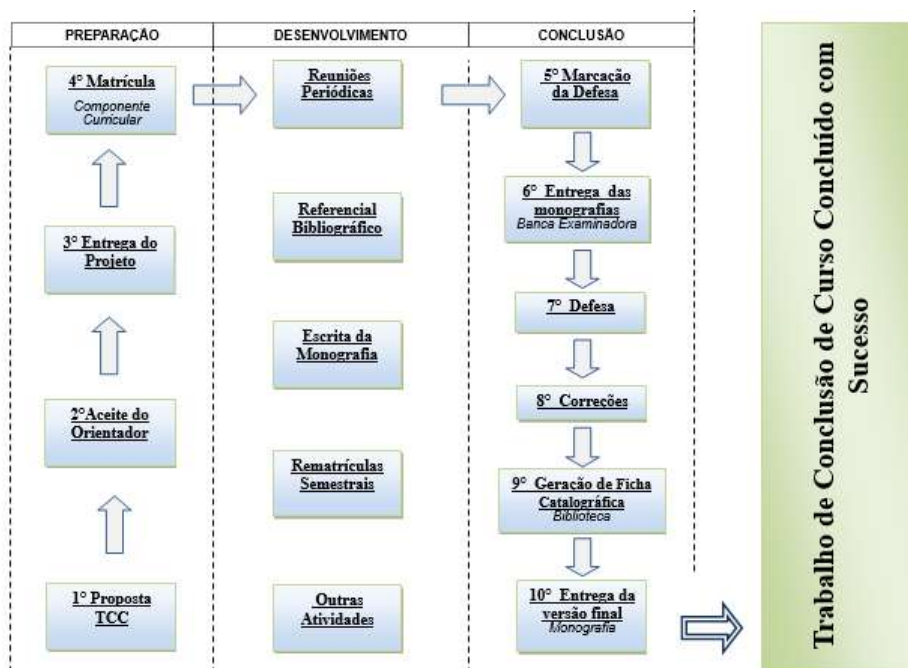 PREPARAÇÃO
DESENVOLVIMENTO
CONCLUSÃO
4° Matrícula
Componente
Curricular
3° Entrega do
Projeto
2°Aceite do
Orientador
1° Proposta
TCC
Reuniões
Periódicas
Referencial
Bibliográfico
Escrita da
Monografia
Rematrículas
Semestrais
Outras
Atividades
5° Marcação
da Defesa
6° Entrega das
monografias
Banca Examinadora
7° Defesa
8° Correções
9° Geração de Ficha
Catalográfica
Biblioteca
10° Entrega da
versão final
Monografia
Trabalho de Conclusão de Curso Concluído com
Sucesso